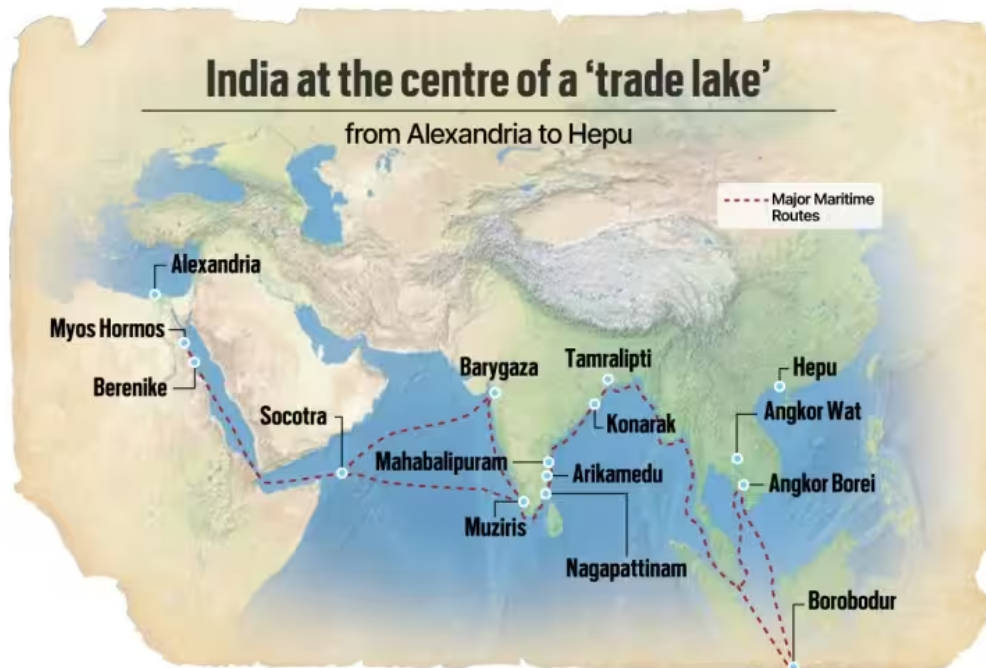 India at the centre of a ‘trade lake’
from Alexandria to Hepu
Major Maritime
Routes
Alexandria
Myos Hormos
Berenike
Socotra
Barygaza
Tamralipti
Hepu
Konarak
Angkor Wat
Mahabalipuram
Arikamedu
Angkor Borei
Muziris
Nagapattinam
Borobodur